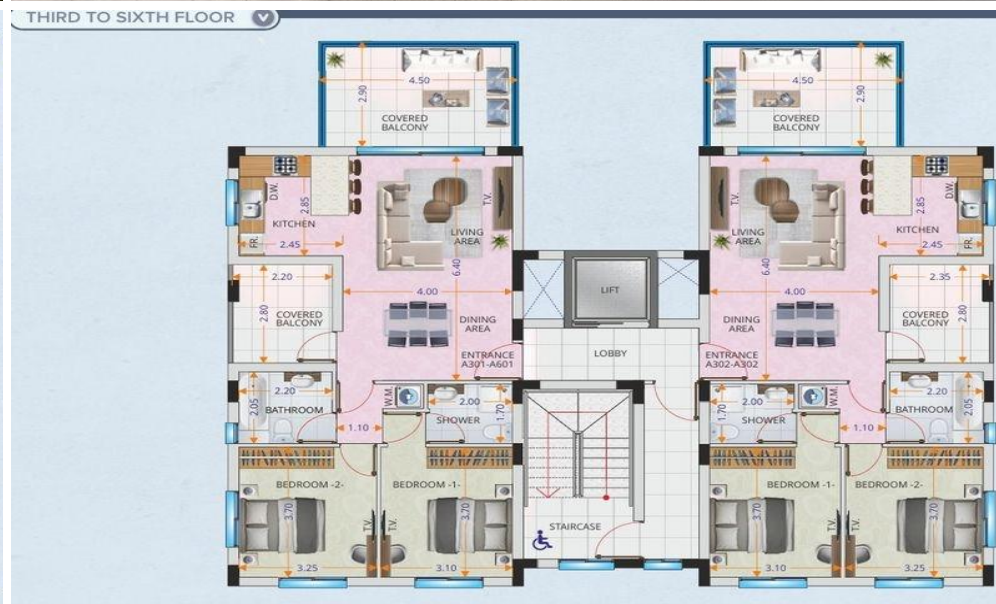 THIRD TO SIXTH FLOOR
4.50
2.90
COVERED
BALCONY
4.50
2.90
COVERED
BALCONY
D.W.
2.85
KITCHEN
FR.
2.45
T.V.
LIVING
AREA
6.40
4.00
DINING
AREA
ENTRANCE
A301-A601
2.20
2.80
COVERED
BALCONY
2.20
2.05
BATHROOM
1.10
W.M.
2.00
1.70
SHOWER
BEDROOM -2-
3.70
T.V.
3.25
BEDROOM -1-
3.70
T.V.
3.10
LIFT
LOBBY
STAIRCASE
T.V.
LIVING
AREA
6.40
4.00
DINING
AREA
ENTRANCE
A302-A302
D.W.
2.85
KITCHEN
FR.
2.45
2.35
2.80
COVERED
BALCONY
2.00
1.70
SHOWER
W.M.
1.10
2.20
2.05
BATHROOM
BEDROOM -1-
3.70
T.V.
3.10
BEDROOM -2-
3.70
T.V.
3.25